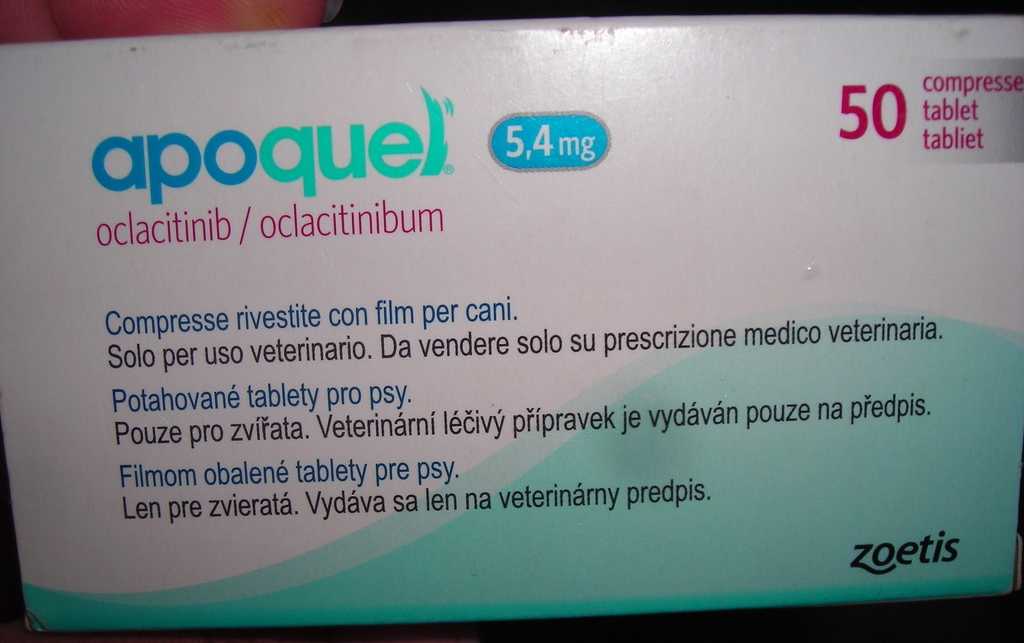 apoquel®
5,4 mg
50
compresse
tablet
tabliet
oclacitinib / oclacitinibum
Compresse rivestite con film per cani.
Solo per uso veterinario. Da vendere solo su prescrizione medico veterinaria.
Potahované tablety pro psy.
Pouze pro zvířata. Veterinární léčivý přípravek je vydáván pouze na předpis.
Filmom obalené tablety pre psy.
Len pre zvieratá. Vydáva sa len na veterinárny predpis.
zoetis